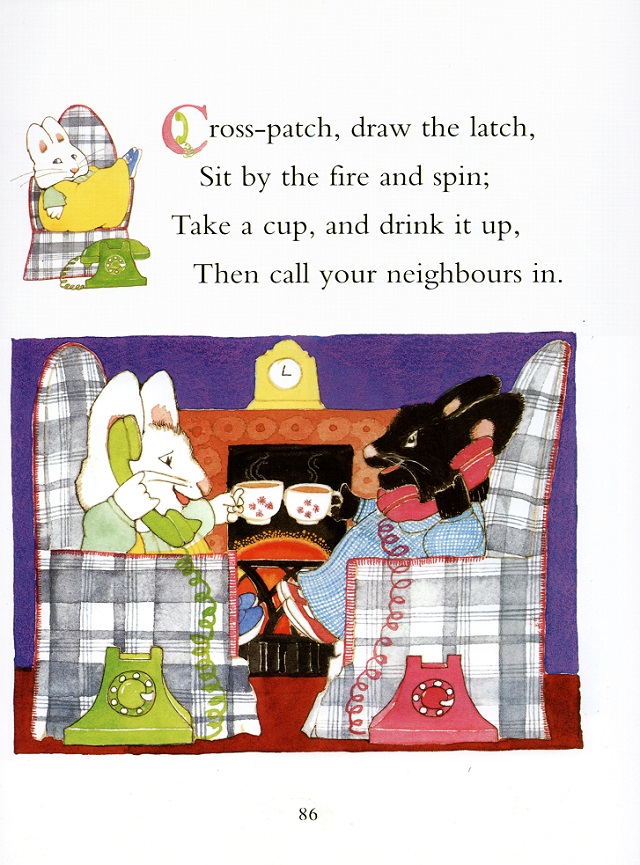 Cross-patch, draw the latch,
Sit by the fire and spin;
Take a cup, and drink it up,
Then call your neighbours in.
86